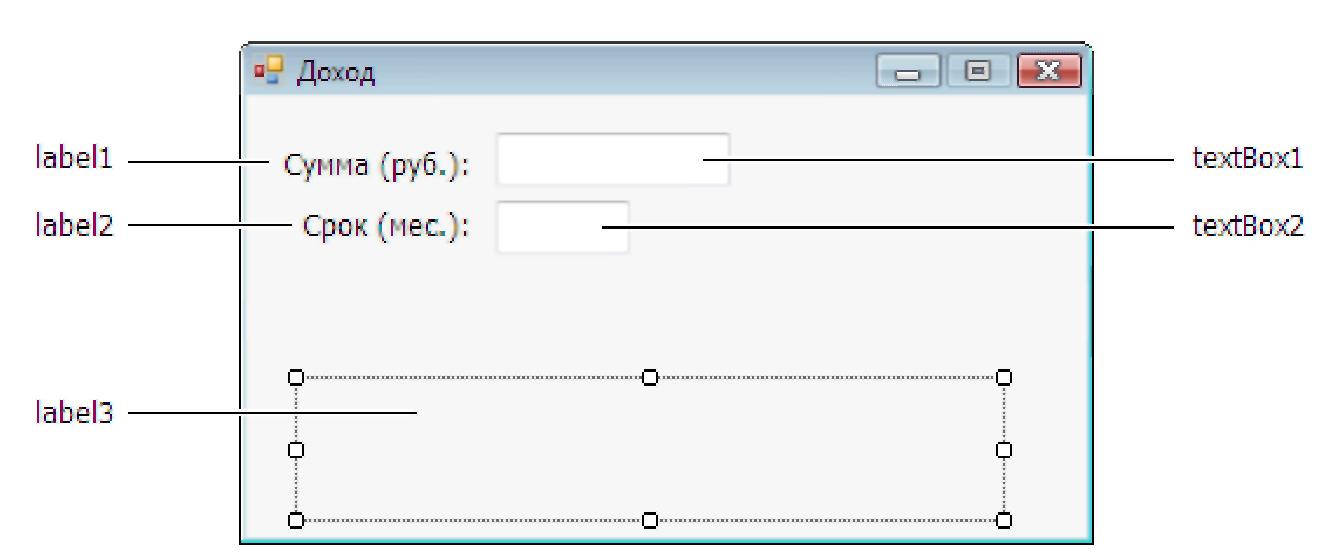 Доход
label1
Сумма (руб.):
textBox1
label2
Срок (мес.):
textBox2
label3